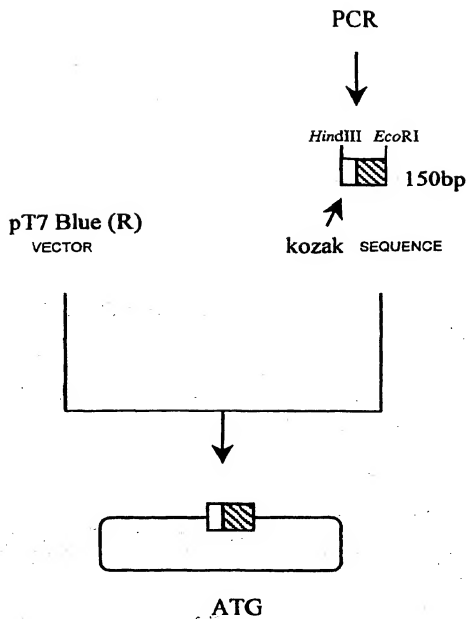 PCR
HindIII EcoRI
150bp
pT7 Blue (R)
VECTOR
kozak SEQUENCE
ATG